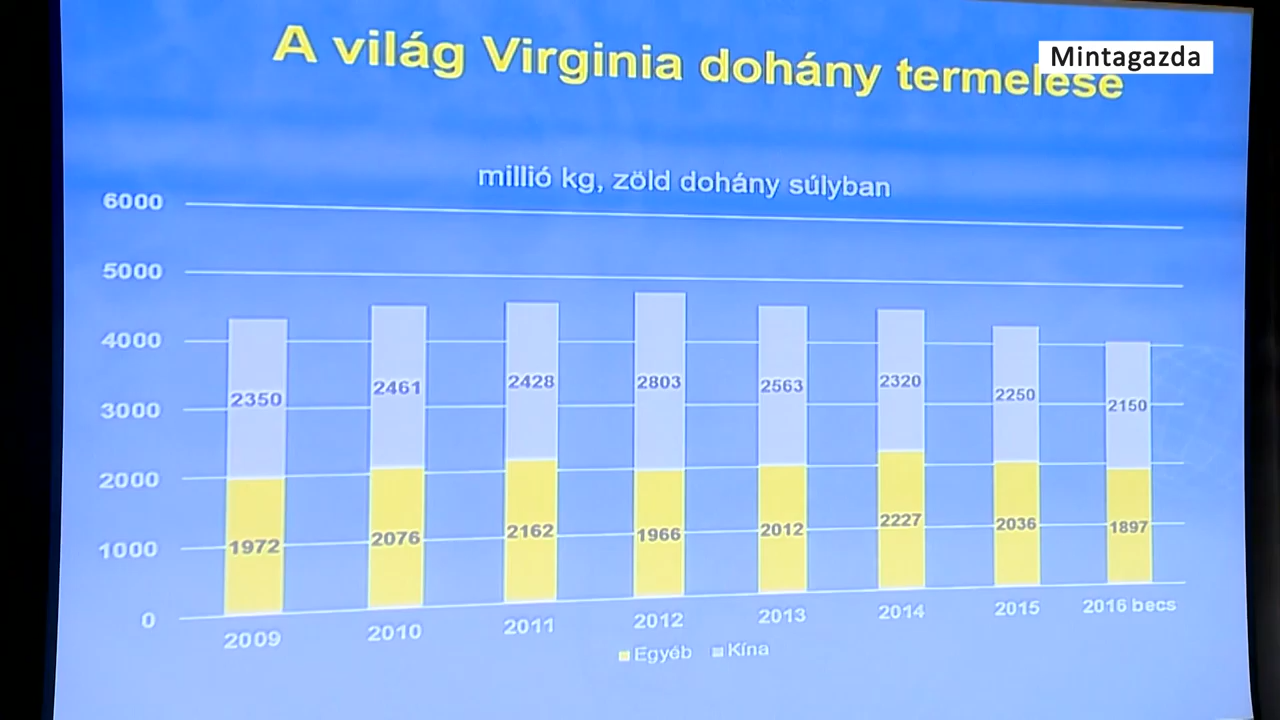 A világ Virginia dohány termelése
Mintagazda
millió kg, zöld dohány súlyban
6000
5000
4000
3000
2000
1000
0
2350 2461 2428 2803 2563 2320 2250 2150
1972 2076 2162 1966 2012 2227 2036 1897
2009 2010 2011 2012 2013 2014 2015 2016 becs
Egyéb Kína